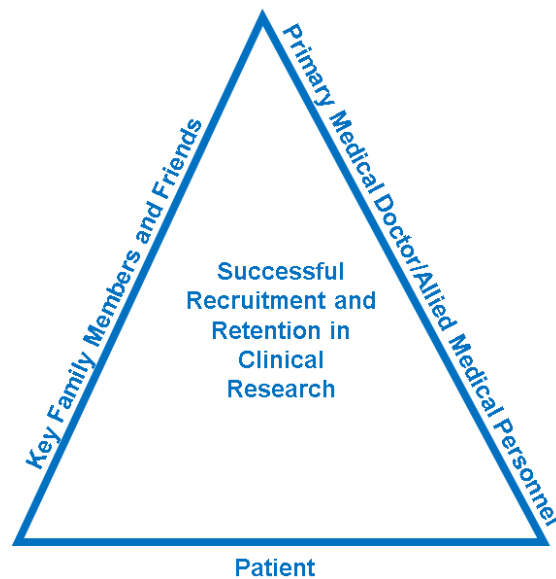 Primary Medical Doctor/Allied Medical Personnel
Key Family Members and Friends
Successful
Recruitment and
Retention in
Clinical
Research
Patient